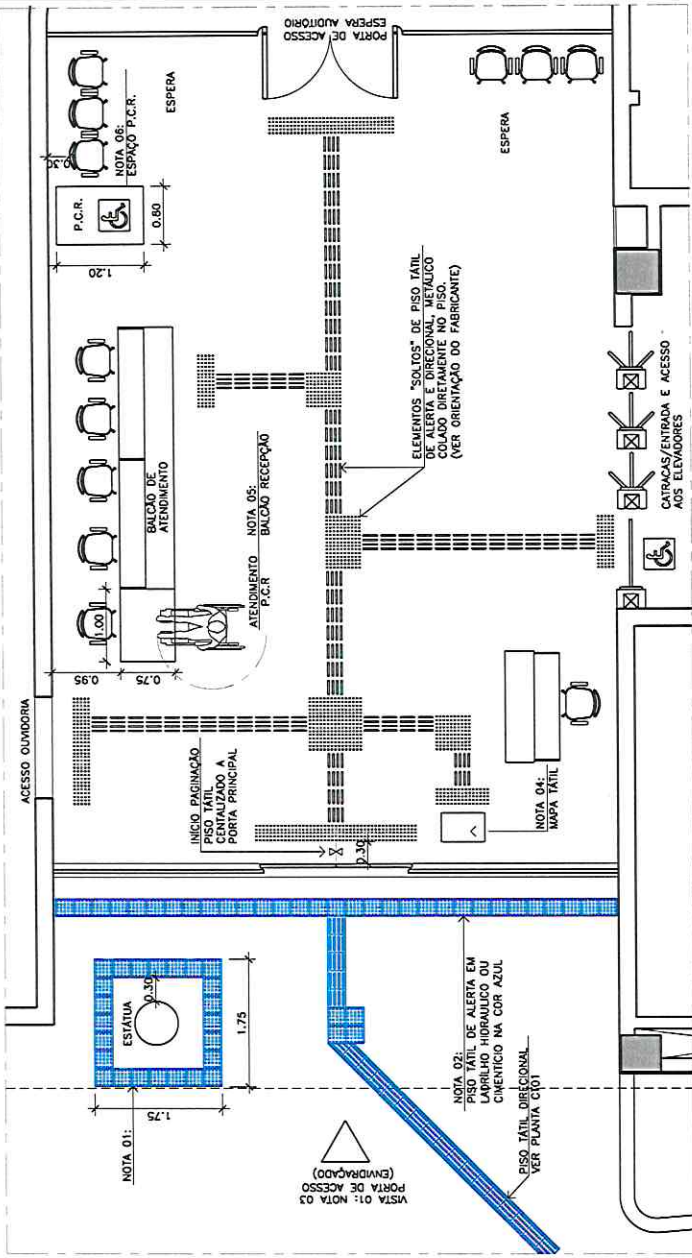 ACESSO OUVIDORIA
0.30
NOTA 06:
ESPAÇO P.C.R.
ESPERA
P.C.R.
1.20
0.80
BALCÃO DE
ATENDIMENTO
1.00
0.95
0.75
ATENDIMENTO
P.C.R
NOTA 05:
BALCÃO RECEPÇÃO
PORTA DE ACESSO
ESPERA AUDITÓRIO
ESPERA
INÍCIO PAGINAÇÃO
PISO TÁTIL
CENTALIZADO A
PORTA PRINCIPAL
0.30
ELEMENTOS "SOLTOS" DE PISO TÁTIL
DE ALERTA E DIRECIONAL, METÁLICO
COLADO DIRETAMENTE NO PISO.
(VER ORIENTAÇÃO DO FABRICANTE)
NOTA 04:
MAPA TÁTIL
CATRACAS/ENTRADA E ACESSO
AOS ELEVADORES
NOTA 01:
ESTÁTUA
0.30
1.75
1.75
NOTA 02:
PISO TÁTIL DE ALERTA EM
LADRILHO HIDRAULICO OU
CIMENTÍCIO NA COR AZUL
PISO TÁTIL DIRECIONAL
VER PLANTA C101
VISTA 01: NOTA 03
PORTA DE ACESSO
(ENVIDRAÇADO)